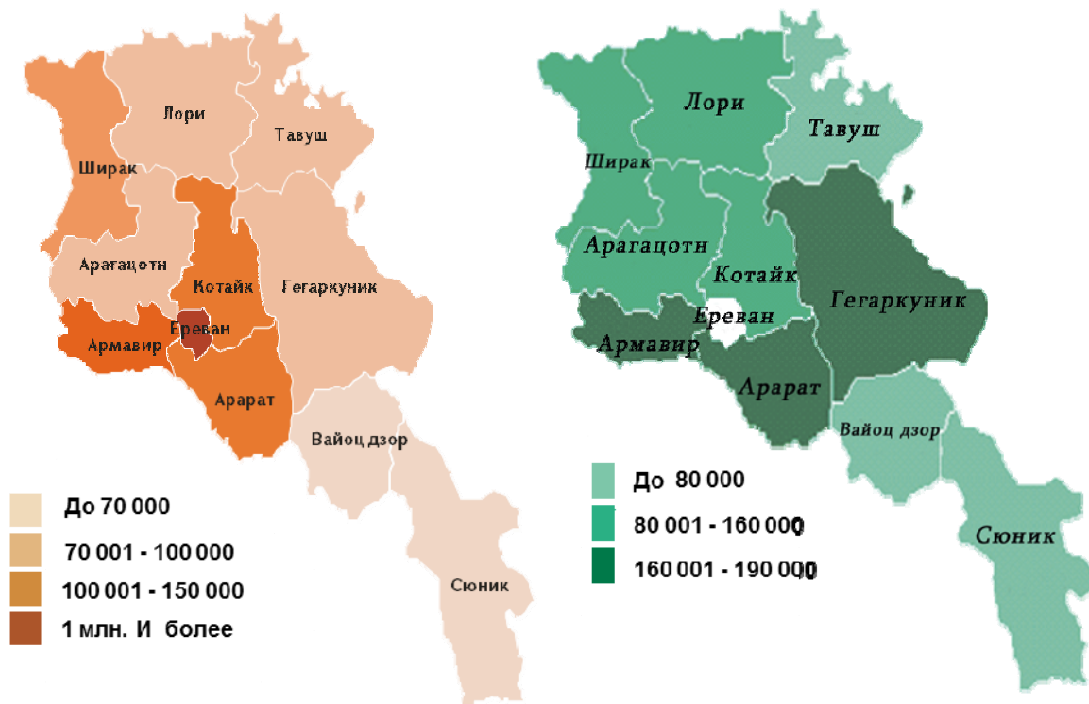 Лори
Тавуш
Ширак
Арагацотн
Котайк
Гегаркуник
Ереван
Армавир
Арарат
Вайоц дзор
Сюник
До 70 000
70 001 - 100 000
100 001 - 150 000
1 млн. И более
Лори
Тавуш
Ширак
Арагацотн
Котайк
Гегаркуник
Ереван
Армавир
Арарат
Вайоц дзор
Сюник
До 80 000
80 001 - 160 000
160 001 - 190 000